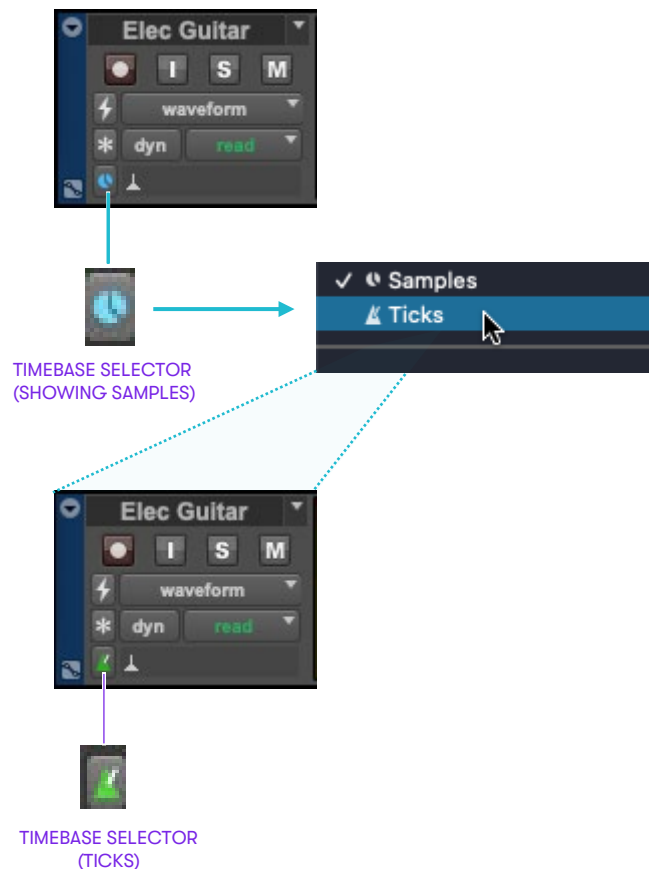 Elec Guitar
I S M
waveform
dyn read
✓ Samples
Ticks
TIMEBASE SELECTOR
(SHOWING SAMPLES)
Elec Guitar
I S M
waveform
dyn read
TIMEBASE SELECTOR
(TICKS)